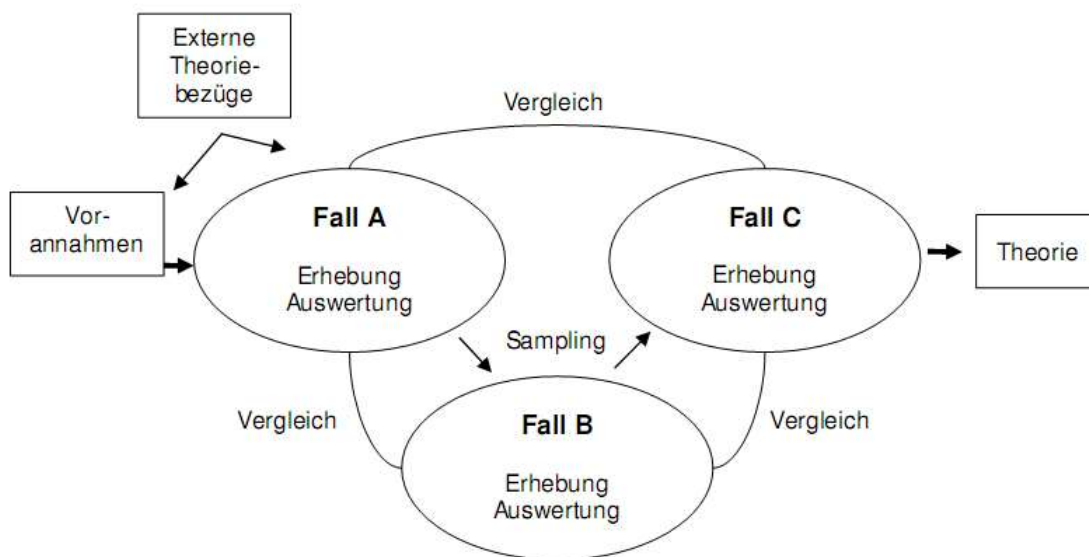 Externe
Theorie-
bezüge
Vergleich
Vor-
annahmen
Fall A
Erhebung
Auswertung
Fall C
Erhebung
Auswertung
Theorie
Sampling
Vergleich
Fall B
Erhebung
Auswertung
Vergleich